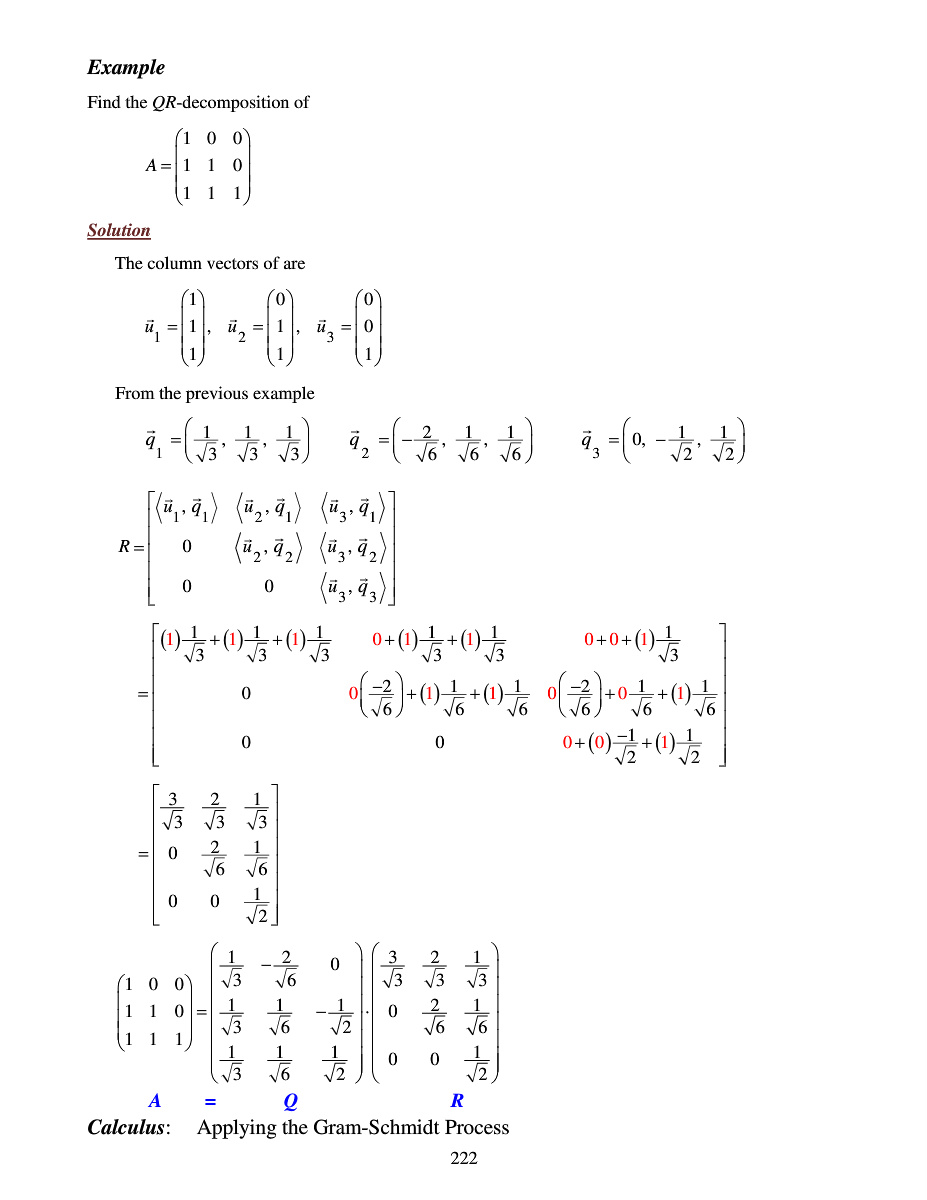 Example
Find the QR-decomposition of
A = \begin{pmatrix} 1 & 0 & 0 \\ 1 & 1 & 0 \\ 1 & 1 & 1 \end{pmatrix}
Solution
The column vectors of are
\vec{u}_1 = \begin{pmatrix} 1 \\ 1 \\ 1 \end{pmatrix}, \vec{u}_2 = \begin{pmatrix} 0 \\ 1 \\ 1 \end{pmatrix}, \vec{u}_3 = \begin{pmatrix} 0 \\ 0 \\ 1 \end{pmatrix}
From the previous example
\vec{q}_1 = \left( \frac{1}{\sqrt{3}}, \frac{1}{\sqrt{3}}, \frac{1}{\sqrt{3}} \right) \vec{q}_2 = \left( -\frac{2}{\sqrt{6}}, \frac{1}{\sqrt{6}}, \frac{1}{\sqrt{6}} \right) \vec{q}_3 = \left( 0, -\frac{1}{\sqrt{2}}, \frac{1}{\sqrt{2}} \right)
R = \begin{bmatrix} \langle \vec{u}_1, \vec{q}_1 \rangle & \langle \vec{u}_2, \vec{q}_1 \rangle & \langle \vec{u}_3, \vec{q}_1 \rangle \\ 0 & \langle \vec{u}_2, \vec{q}_2 \rangle & \langle \vec{u}_3, \vec{q}_2 \rangle \\ 0 & 0 & \langle \vec{u}_3, \vec{q}_3 \rangle \end{bmatrix}
= \begin{bmatrix} (1)\frac{1}{\sqrt{3}} + (1)\frac{1}{\sqrt{3}} + (1)\frac{1}{\sqrt{3}} & 0 + (1)\frac{1}{\sqrt{3}} + (1)\frac{1}{\sqrt{3}} & 0 + 0 + (1)\frac{1}{\sqrt{3}} \\ 0 & 0\left(\frac{-2}{\sqrt{6}}\right) + (1)\frac{1}{\sqrt{6}} + (1)\frac{1}{\sqrt{6}} & 0\left(\frac{-2}{\sqrt{6}}\right) + 0\frac{1}{\sqrt{6}} + (1)\frac{1}{\sqrt{6}} \\ 0 & 0 & 0 + (0)\frac{-1}{\sqrt{2}} + (1)\frac{1}{\sqrt{2}} \end{bmatrix}
= \begin{bmatrix} \frac{3}{\sqrt{3}} & \frac{2}{\sqrt{3}} & \frac{1}{\sqrt{3}} \\ 0 & \frac{2}{\sqrt{6}} & \frac{1}{\sqrt{6}} \\ 0 & 0 & \frac{1}{\sqrt{2}} \end{bmatrix}
\begin{pmatrix} 1 & 0 & 0 \\ 1 & 1 & 0 \\ 1 & 1 & 1 \end{pmatrix} = \begin{pmatrix} \frac{1}{\sqrt{3}} & -\frac{2}{\sqrt{6}} & 0 \\ \frac{1}{\sqrt{3}} & \frac{1}{\sqrt{6}} & -\frac{1}{\sqrt{2}} \\ \frac{1}{\sqrt{3}} & \frac{1}{\sqrt{6}} & \frac{1}{\sqrt{2}} \end{pmatrix} \cdot \begin{pmatrix} \frac{3}{\sqrt{3}} & \frac{2}{\sqrt{3}} & \frac{1}{\sqrt{3}} \\ 0 & \frac{2}{\sqrt{6}} & \frac{1}{\sqrt{6}} \\ 0 & 0 & \frac{1}{\sqrt{2}} \end{pmatrix}
A = Q R
Calculus: Applying the Gram-Schmidt Process
222